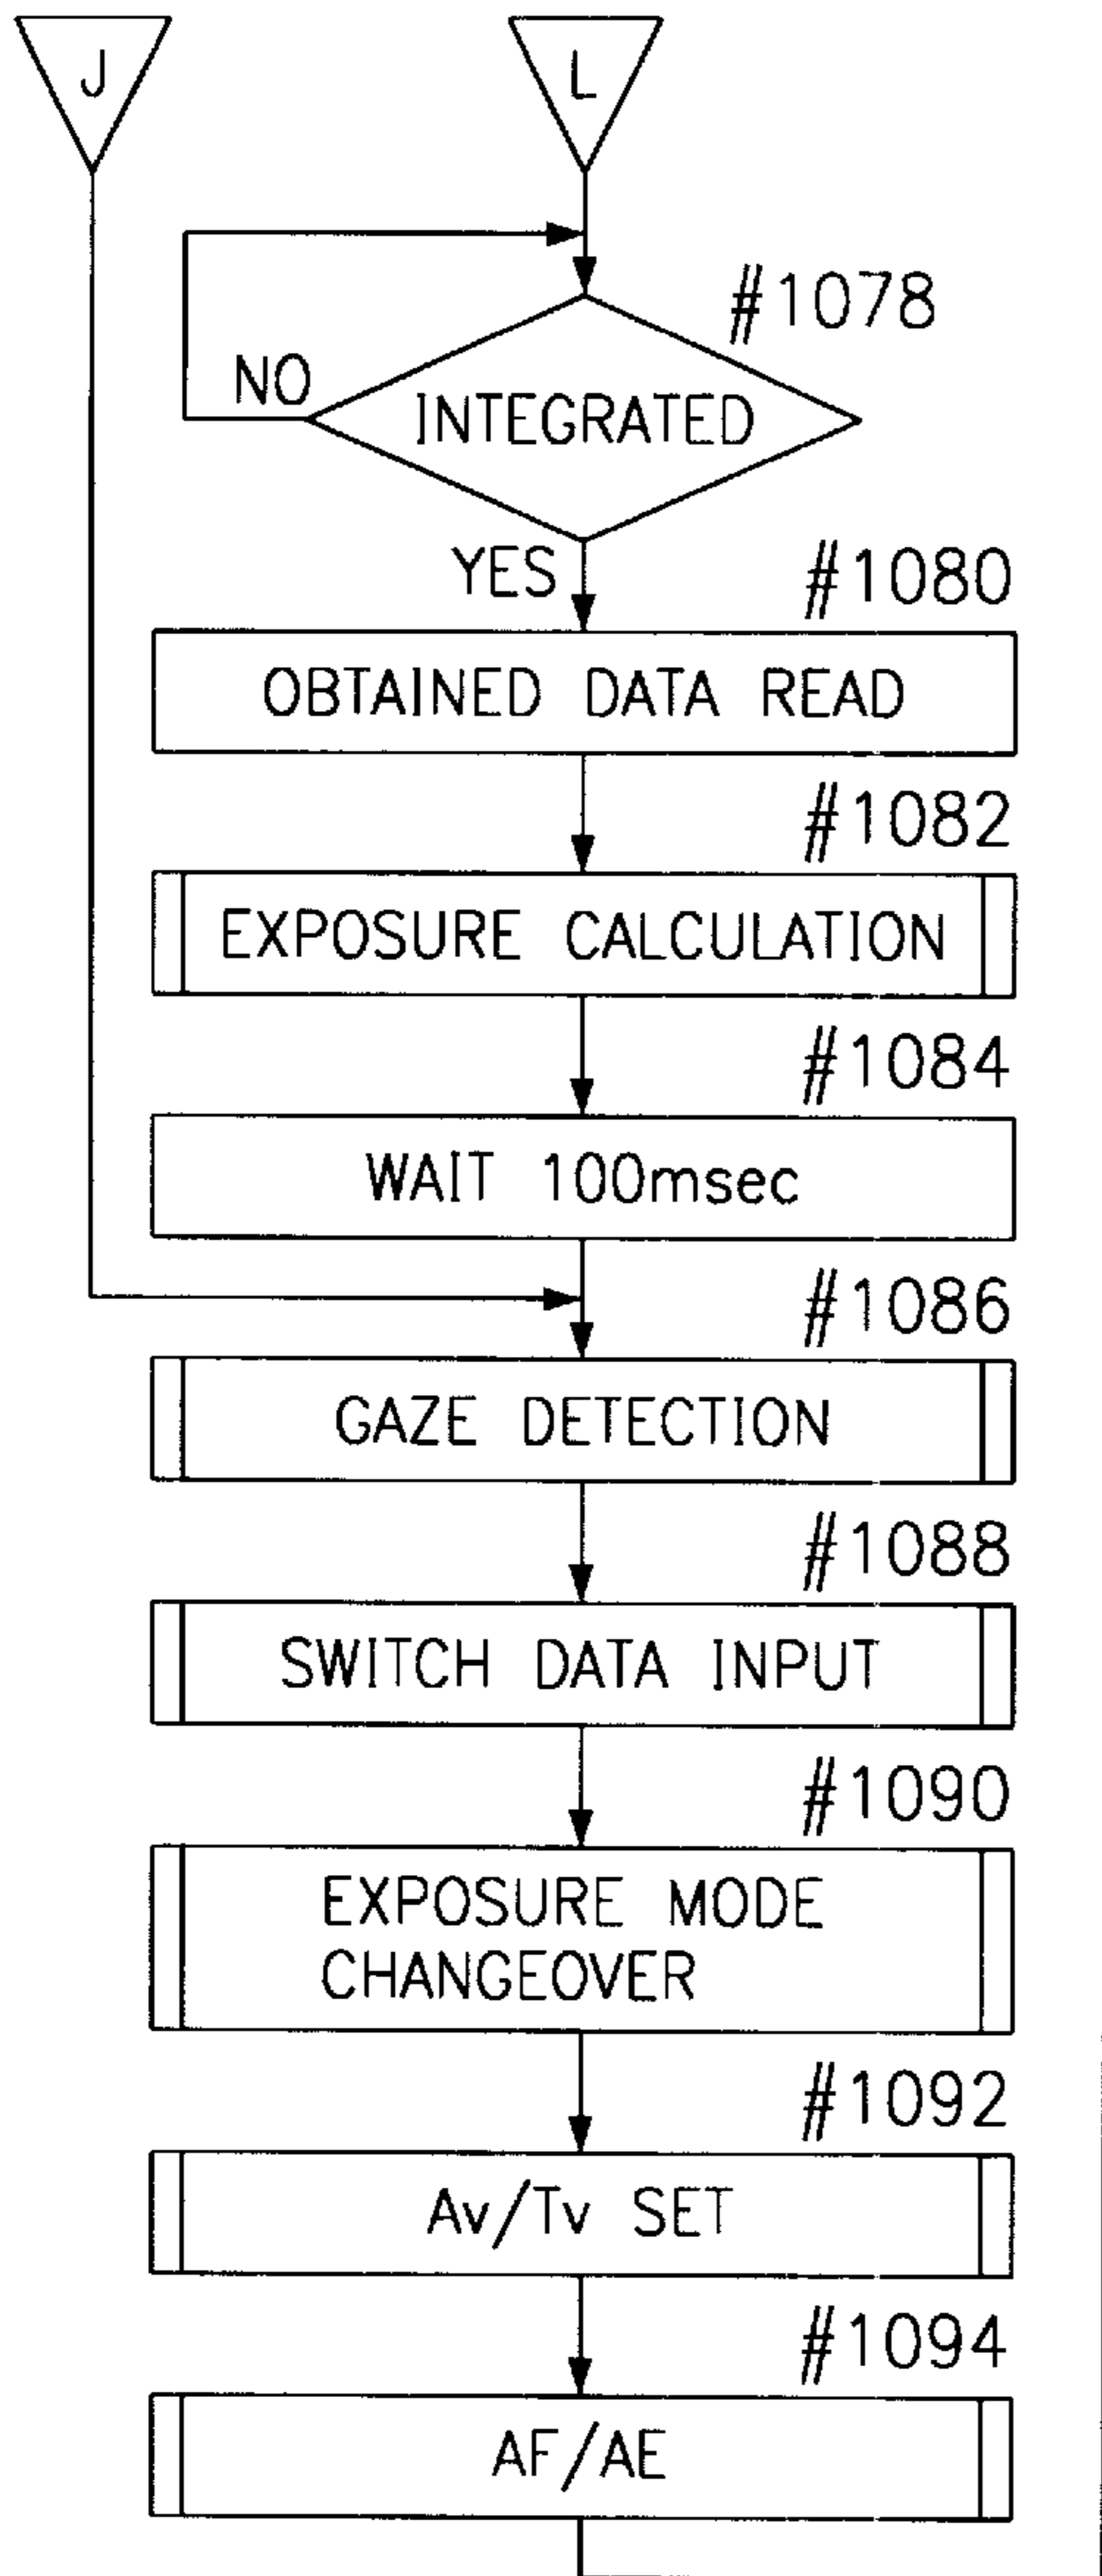 J
L
#1078
NO
INTEGRATED
YES
#1080
OBTAINED DATA READ
#1082
EXPOSURE CALCULATION
#1084
WAIT 100msec
#1086
GAZE DETECTION
#1088
SWITCH DATA INPUT
#1090
EXPOSURE MODE
CHANGEOVER
#1092
Av/Tv SET
#1094
AF/AE